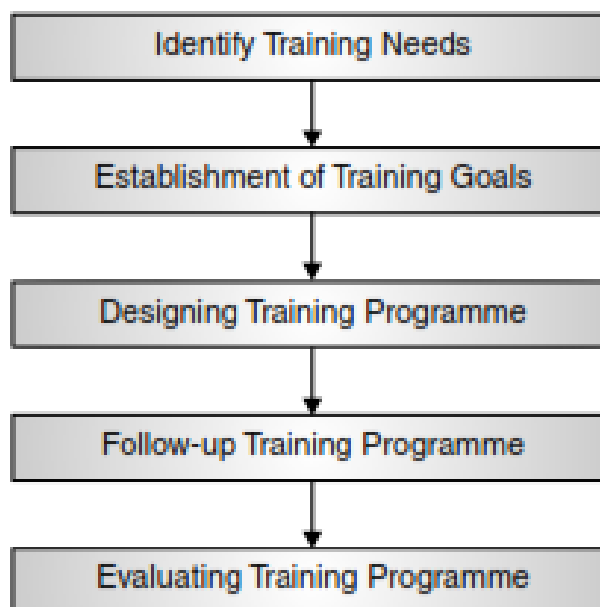 Identify Training Needs
Establishment of Training Goals
Designing Training Programme
Follow-up Training Programme
Evaluating Training Programme